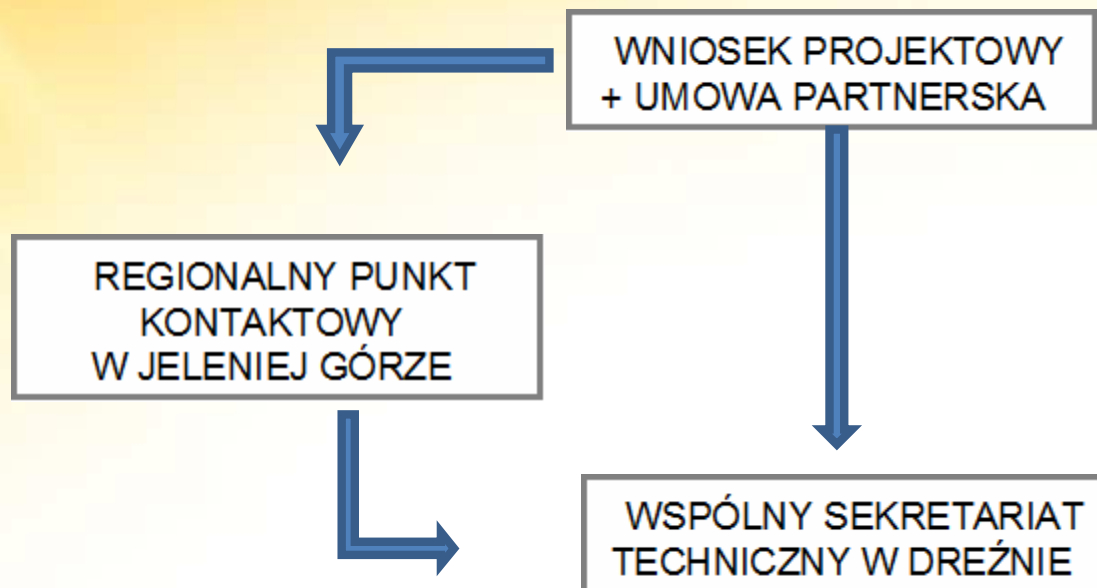 WNIOSEK PROJEKTOWY
+ UMOWA PARTNERSKA
REGIONALNY PUNKT
KONTAKTOWY
W JELENIEJ GÓRZE
WSPÓLNY SEKRETARIAT
TECHNICZNY W DREŹNIE